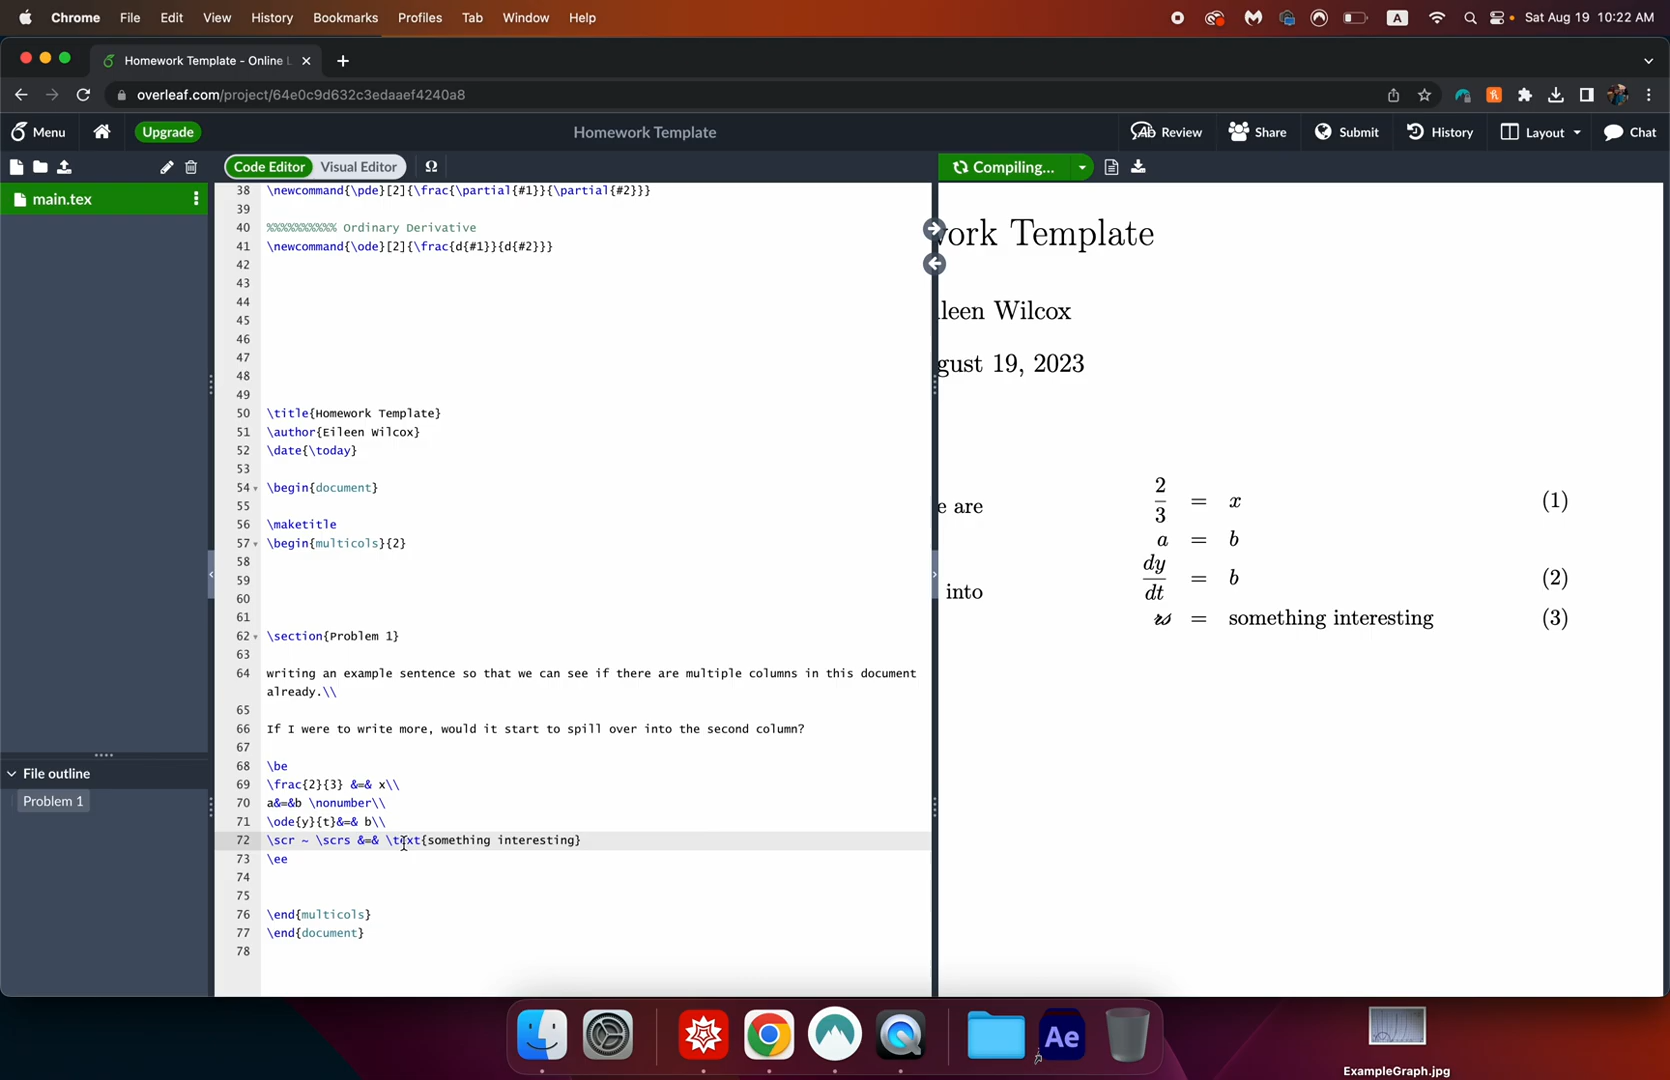 Chrome File Edit View History Bookmarks Profiles Tab Window Help A Sat Aug 19 10:22 AM
Homework Template - Online L
overleaf.com/project/64e0c9d632c3edaaef4240a8
Menu Upgrade Homework Template Review Share Submit History Layout Chat
Code Editor Visual Editor Ω Compiling...
main.tex
38 \newcommand{\pde}[2]{\frac{\partial{#1}}{\partial{#2}}}
39
40 %%%%%%%%%% Ordinary Derivative
41 \newcommand{\ode}[2]{\frac{d{#1}}{d{#2}}}
42
43
44
45
46
47
48
49
50 \title{Homework Template}
51 \author{Eileen Wilcox}
52 \date{\today}
53
54 \begin{document}
55
56 \maketitle
57 \begin{multicols}{2}
58
59
60
61
62 \section{Problem 1}
63
64 writing an example sentence so that we can see if there are multiple columns in this document
already.\\
65
66 If I were to write more, would it start to spill over into the second column?
67
68 \be
69 \frac{2}{3} &=& x\\
70 a&=&b \nonumber\\
71 \ode{y}{t}&=& b\\
72 \scr ~ \scrs &=& \text{something interesting}
73 \ee
74
75
76 \end{multicols}
77 \end{document}
78
File outline
Problem 1
work Template
ileen Wilcox
gust 19, 2023
e are
into
2
3 = x (1)
a = b
dy
dt = b (2)
= something interesting (3)
Ae
ExampleGraph.jpg